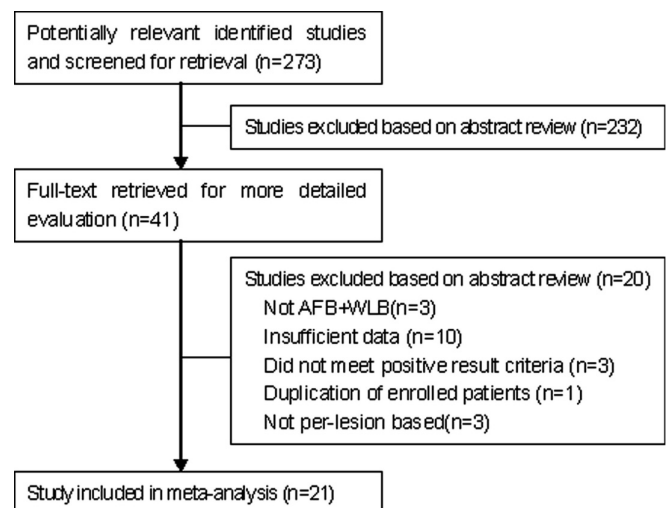 Potentially relevant identified studies
and screened for retrieval (n=273)
Studies excluded based on abstract review (n=232)
Full-text retrieved for more detailed
evaluation (n=41)
Studies excluded based on abstract review (n=20)
Not AFB+WLB(n=3)
Insufficient data (n=10)
Did not meet positive result criteria (n=3)
Duplication of enrolled patients (n=1)
Not per-lesion based(n=3)
Study included in meta-analysis (n=21)